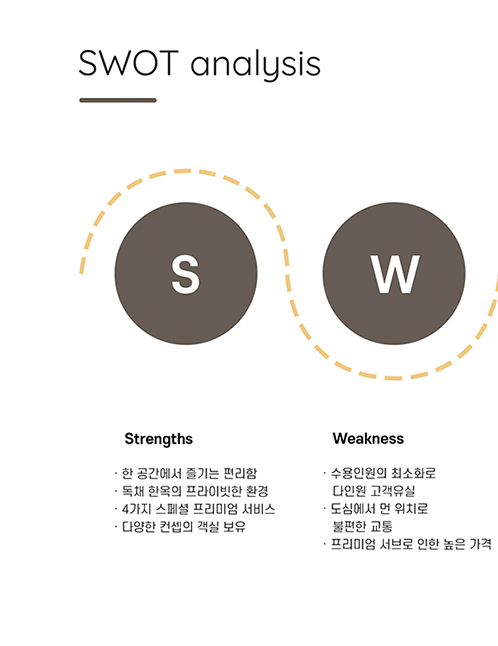 SWOT analysis
S
W
Strengths
· 한 공간에서 즐기는 편리함
· 독채 한옥의 프라이빗한 환경
· 4가지 스페셜 프리미엄 서비스
· 다양한 컨셉의 객실 보유
Weakness
· 수용인원의 최소화로
다인원 고객유실
· 도심에서 먼 위치로
불편한 교통
· 프리미엄 서브로 인한 높은 가격